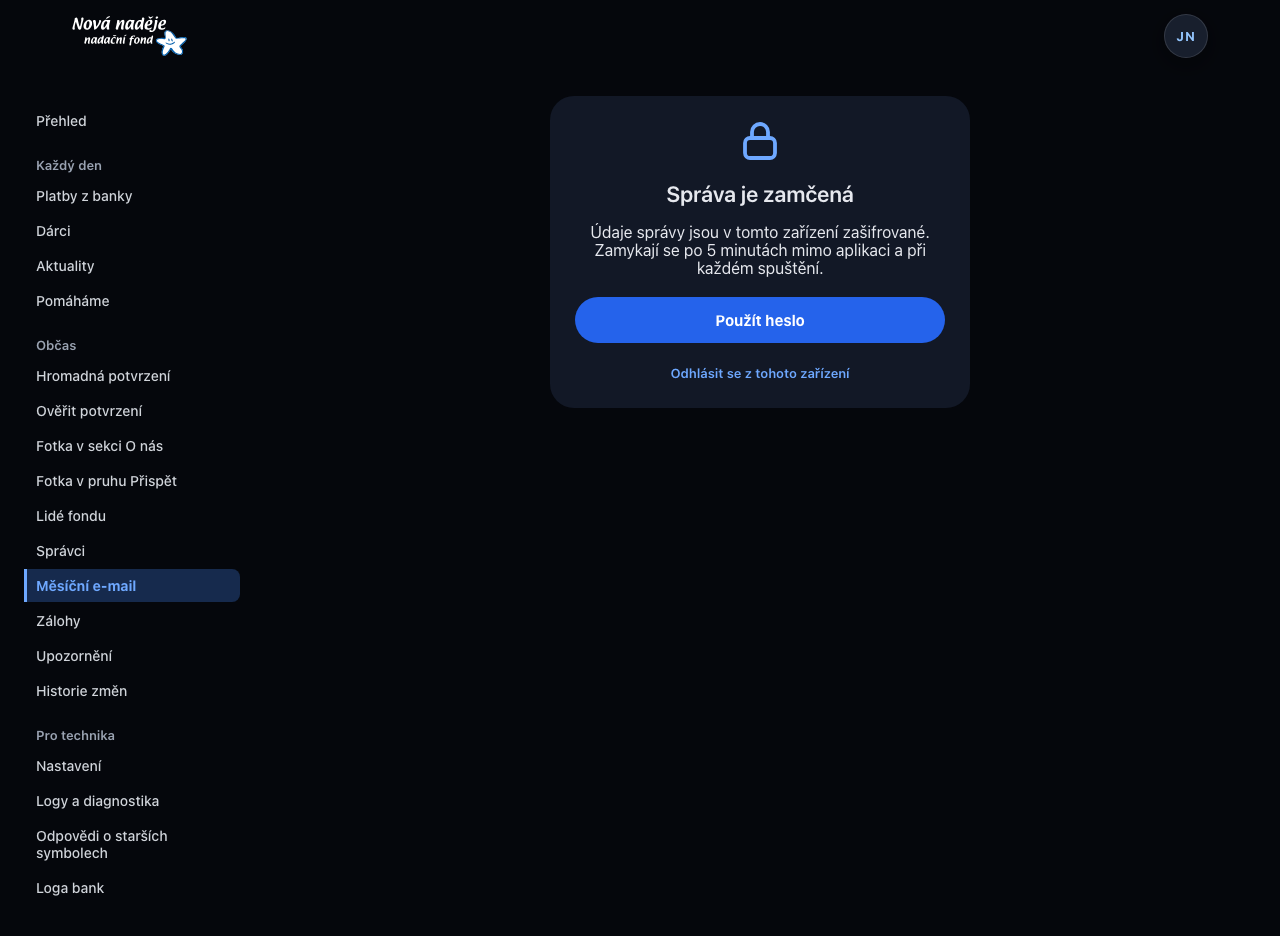 Nová naděje
nadační fond
JN
Přehled
Každý den
Platby z banky
Dárci
Aktuality
Pomáháme
Občas
Hromadná potvrzení
Ověřit potvrzení
Fotka v sekci O nás
Fotka v pruhu Přispět
Lidé fondu
Správci
Měsíční e-mail
Zálohy
Upozornění
Historie změn
Pro technika
Nastavení
Logy a diagnostika
Odpovědi o starších
symbolech
Loga bank
Správa je zamčená
Údaje správy jsou v tomto zařízení zašifrované.
Zamykají se po 5 minutách mimo aplikaci a při
každém spuštění.
Použít heslo
Odhlásit se z tohoto zařízení